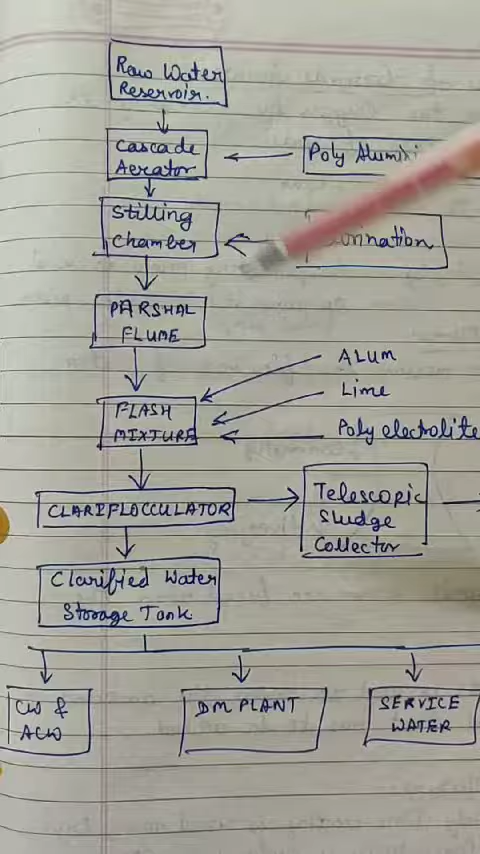 Raw Water
Reservoir.
Cascade
Aerator
Poly
Stilling
Chamber
PARSHAL
FLUME
ALUM
Lime
FLASH
MIXTURE
Poly electrolite
CLARIFLOCCULATOR
Telescopic
Sludge
Collector
Clarified Water
Storage Tank
CW &
ACW
DM PLANT
SERVICE
WATER